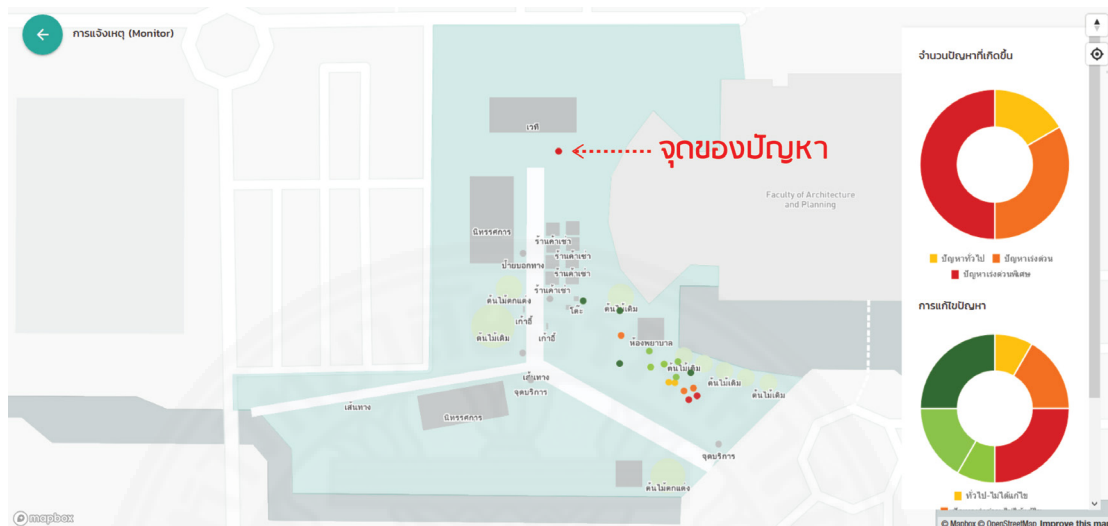 การแจ้งเหตุ (Monitor)
จำนวนปัญหาที่เกิดขึ้น
เวที
จุดของปัญหา
Faculty of Architecture
and Planning
นิทรรศการ
ร้านค้าเช่า
ร้านค้าเช่า
ป้ายบอกทาง
ร้านค้าเช่า
ร้านค้าเช่า
ปัญหาทั่วไป
ปัญหาเร่งด่วน
ปัญหาเร่งด่วนพิเศษ
ต้นไม้ตกแต่ง
โต๊ะ
ต้นไม้เดิม
การแก้ไขปัญหา
เก้าอี้
ต้นไม้เดิม
เก้าอี้
ห้องพยาบาล
ต้นไม้เดิม
เส้นทาง
ต้นไม้เดิม
จุดบริการ
ต้นไม้เดิม
เส้นทาง
นิทรรศการ
จุดบริการ
ต้นไม้ตกแต่ง
ทั่วไป-ไม่ได้แก้ไข
mapbox
© Mapbox © OpenStreetMap Improve this ma